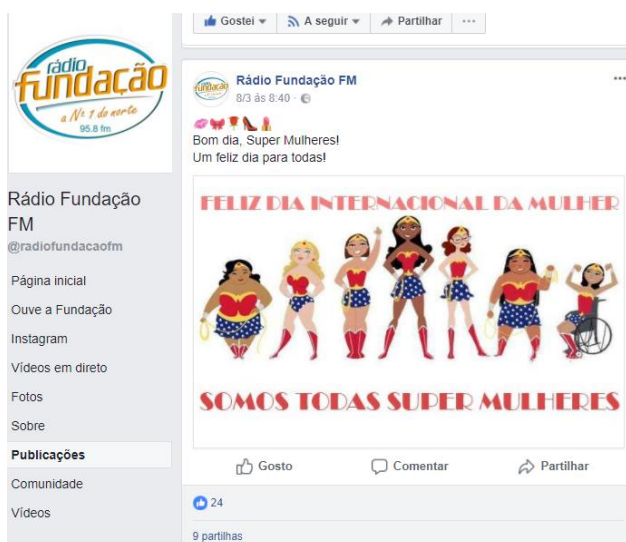 Gostei
A seguir
Partilhar
rádio
fundação
a Nº 1 do norte
95.8 fm
Rádio Fundação
FM
@radiofundacaofm
Página inicial
Ouve a Fundação
Instagram
Vídeos em direto
Fotos
Sobre
Publicações
Comunidade
Vídeos
Rádio Fundação FM
8/3 às 8:40
Bom dia, Super Mulheres!
Um feliz dia para todas!
FELIZ DIA INTERNACIONAL DA MULHER
SOMOS TODAS SUPER MULHERES
Gosto
Comentar
Partilhar
24
9 partilhas